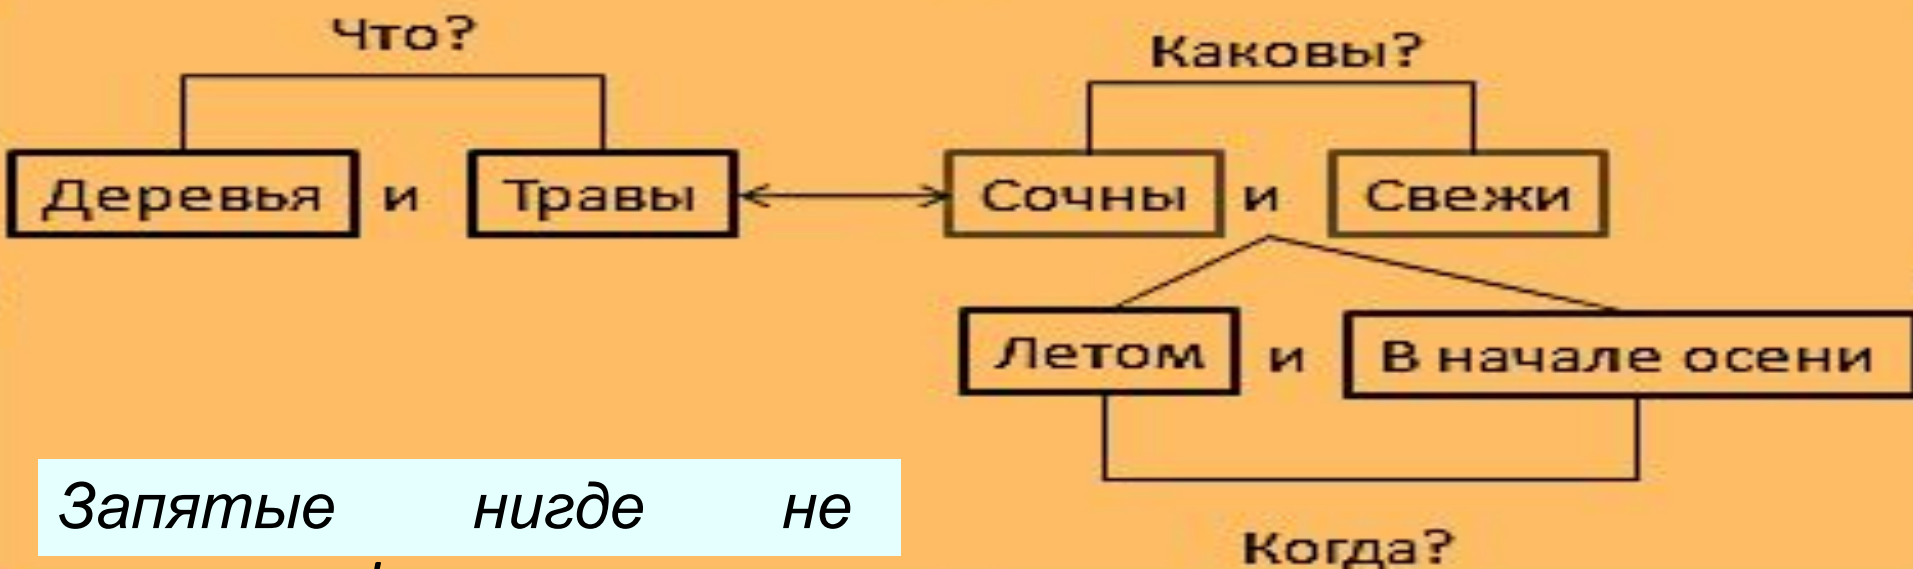 Что?
Каковы?
Деревья и Травы Сочны и Свежи
Летом и В начале осени
Запятые нигде не
Когда?